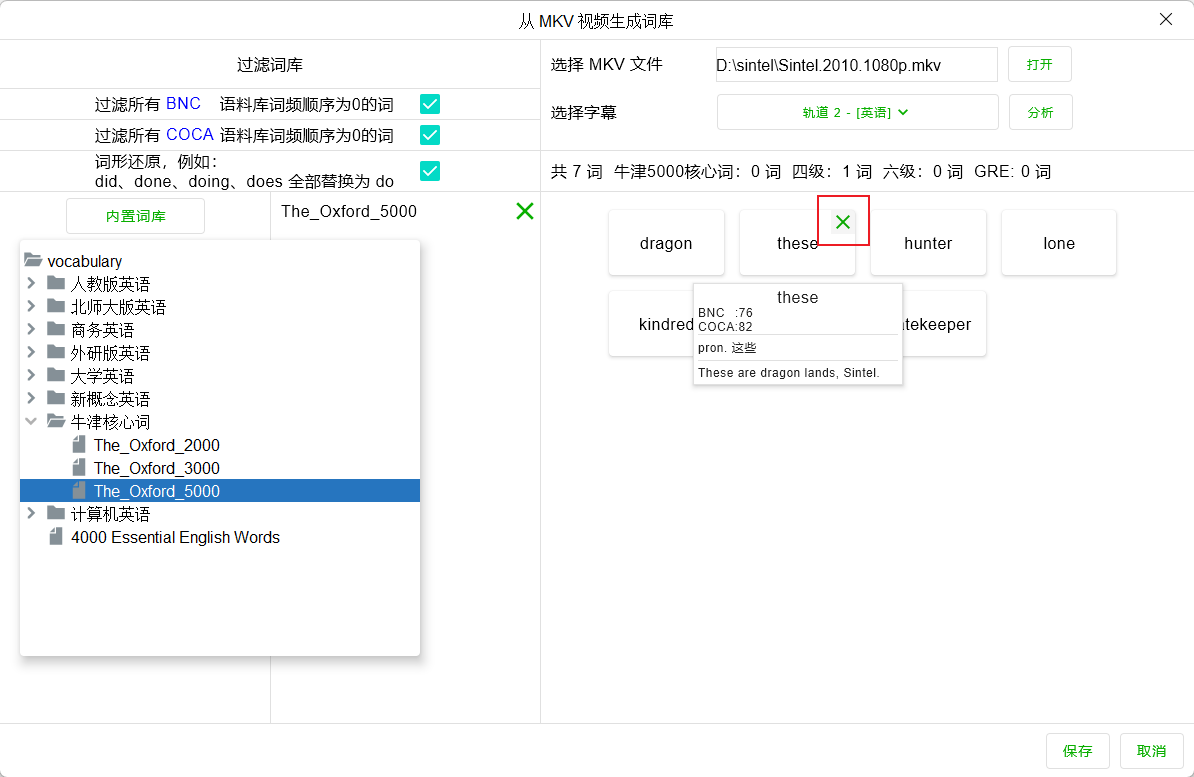 从 MKV 视频生成词库
过滤词库
过滤所有 BNC 语料库词频顺序为0的词
过滤所有 COCA 语料库词频顺序为0的词
词形还原，例如：
did、done、doing、does 全部替换为 do
内置词库
The_Oxford_5000
vocabulary
人教版英语
北师大版英语
商务英语
外研版英语
大学英语
新概念英语
牛津核心词
The_Oxford_2000
The_Oxford_3000
The_Oxford_5000
计算机英语
4000 Essential English Words
选择 MKV 文件
D:\sintel\Sintel.2010.1080p.mkv
打开
选择字幕
轨道 2 - [英语]
分析
共 7 词 牛津5000核心词：0 词 四级：1 词 六级：0 词 GRE: 0 词
dragon
these
hunter
lone
kindred
tekeeper
these
BNC :76
COCA:82
pron. 这些
These are dragon lands, Sintel.
保存
取消